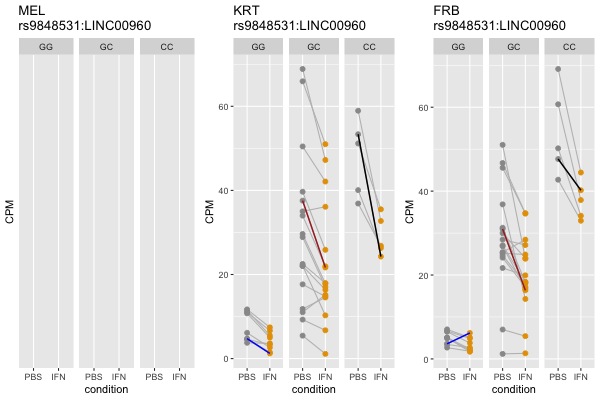 MEL
rs9848531:LINC00960
GG GC CC
CPM
PBS IFN PBS IFN PBS IFN
condition
KRT
rs9848531:LINC00960
GG GC CC
60
40
20
0
CPM
PBS IFN PBS IFN PBS IFN
condition
FRB
rs9848531:LINC00960
GG GC CC
60
40
20
0
CPM
PBS IFN PBS IFN PBS IFN
condition